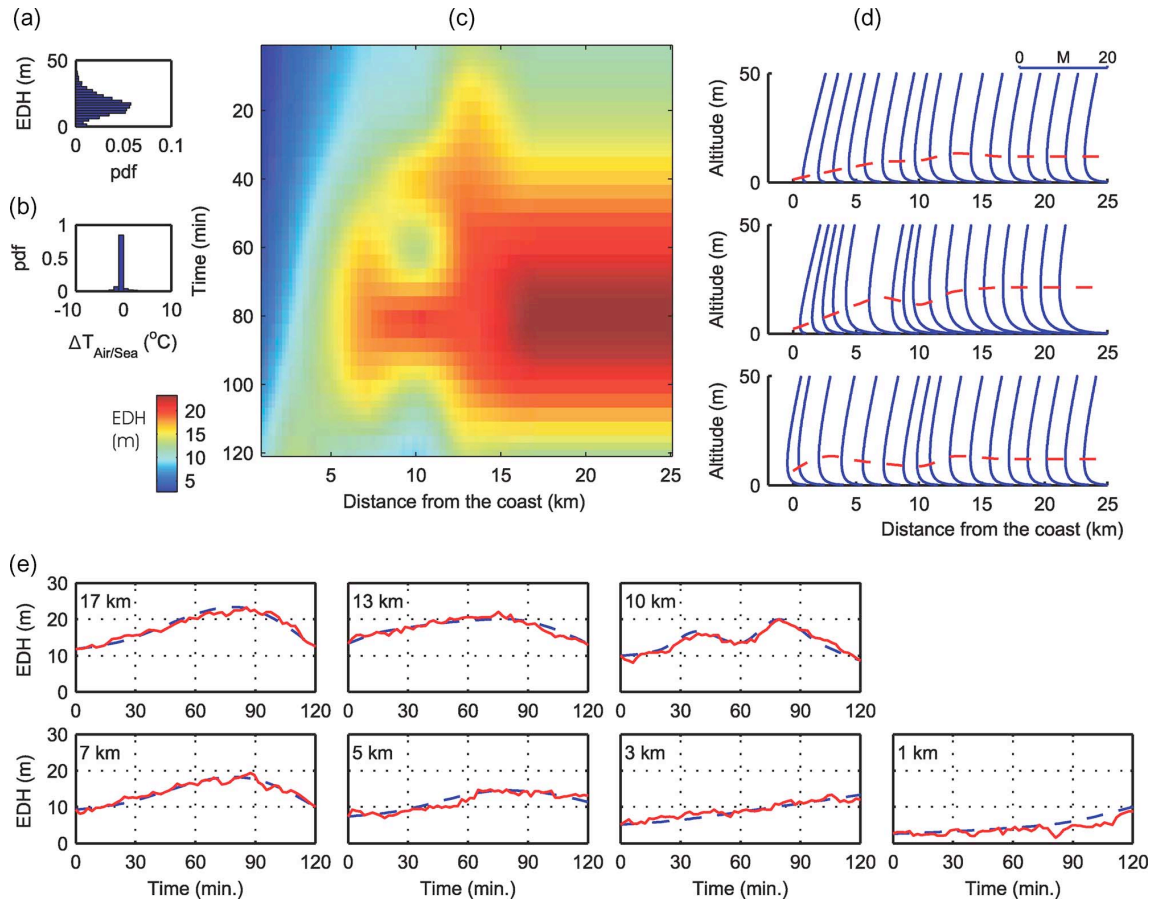 (a)
50
EDH (m)
0
0 0.05 0.1
pdf
(b)
1
pdf
0.5
0
-10 0 10
ΔT Air/Sea (°C)
EDH
(m)
20
15
10
5
(c)
Time (min)
20
40
60
80
100
120
5 10 15 20 25
Distance from the coast (km)
(d)
0 M 20
50
Altitude (m)
0
0 5 10 15 20 25
50
Altitude (m)
0
0 5 10 15 20 25
50
Altitude (m)
0
0 5 10 15 20 25
Distance from the coast (km)
(e)
30
20
10
0
EDH (m)
17 km
0 30 60 90 120
13 km
0 30 60 90 120
10 km
0 30 60 90 120
30
20
10
0
EDH (m)
7 km
0 30 60 90 120
Time (min.)
5 km
0 30 60 90 120
Time (min.)
3 km
0 30 60 90 120
Time (min.)
1 km
0 30 60 90 120
Time (min.)